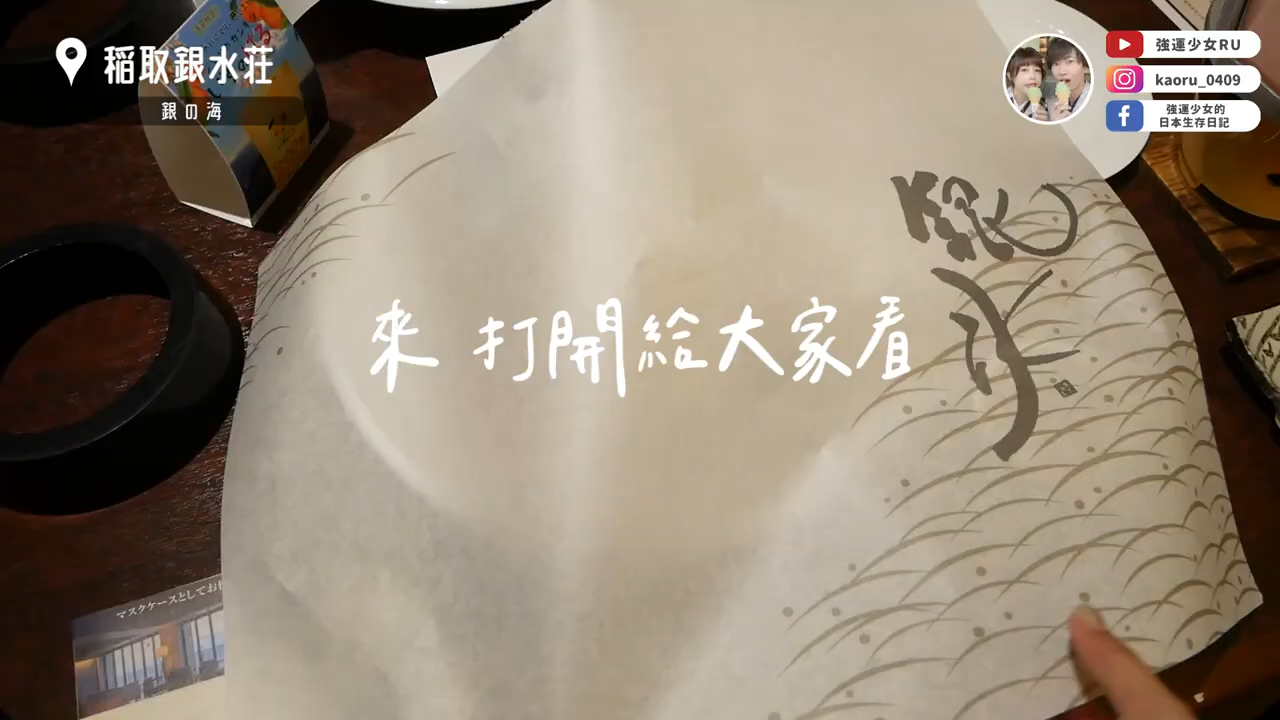 稲取銀水荘
銀の海
強運少女RU
kaoru_0409
強運少女的
日本生存日記
銀水
來 打開給大家看
マスクケースとしてお